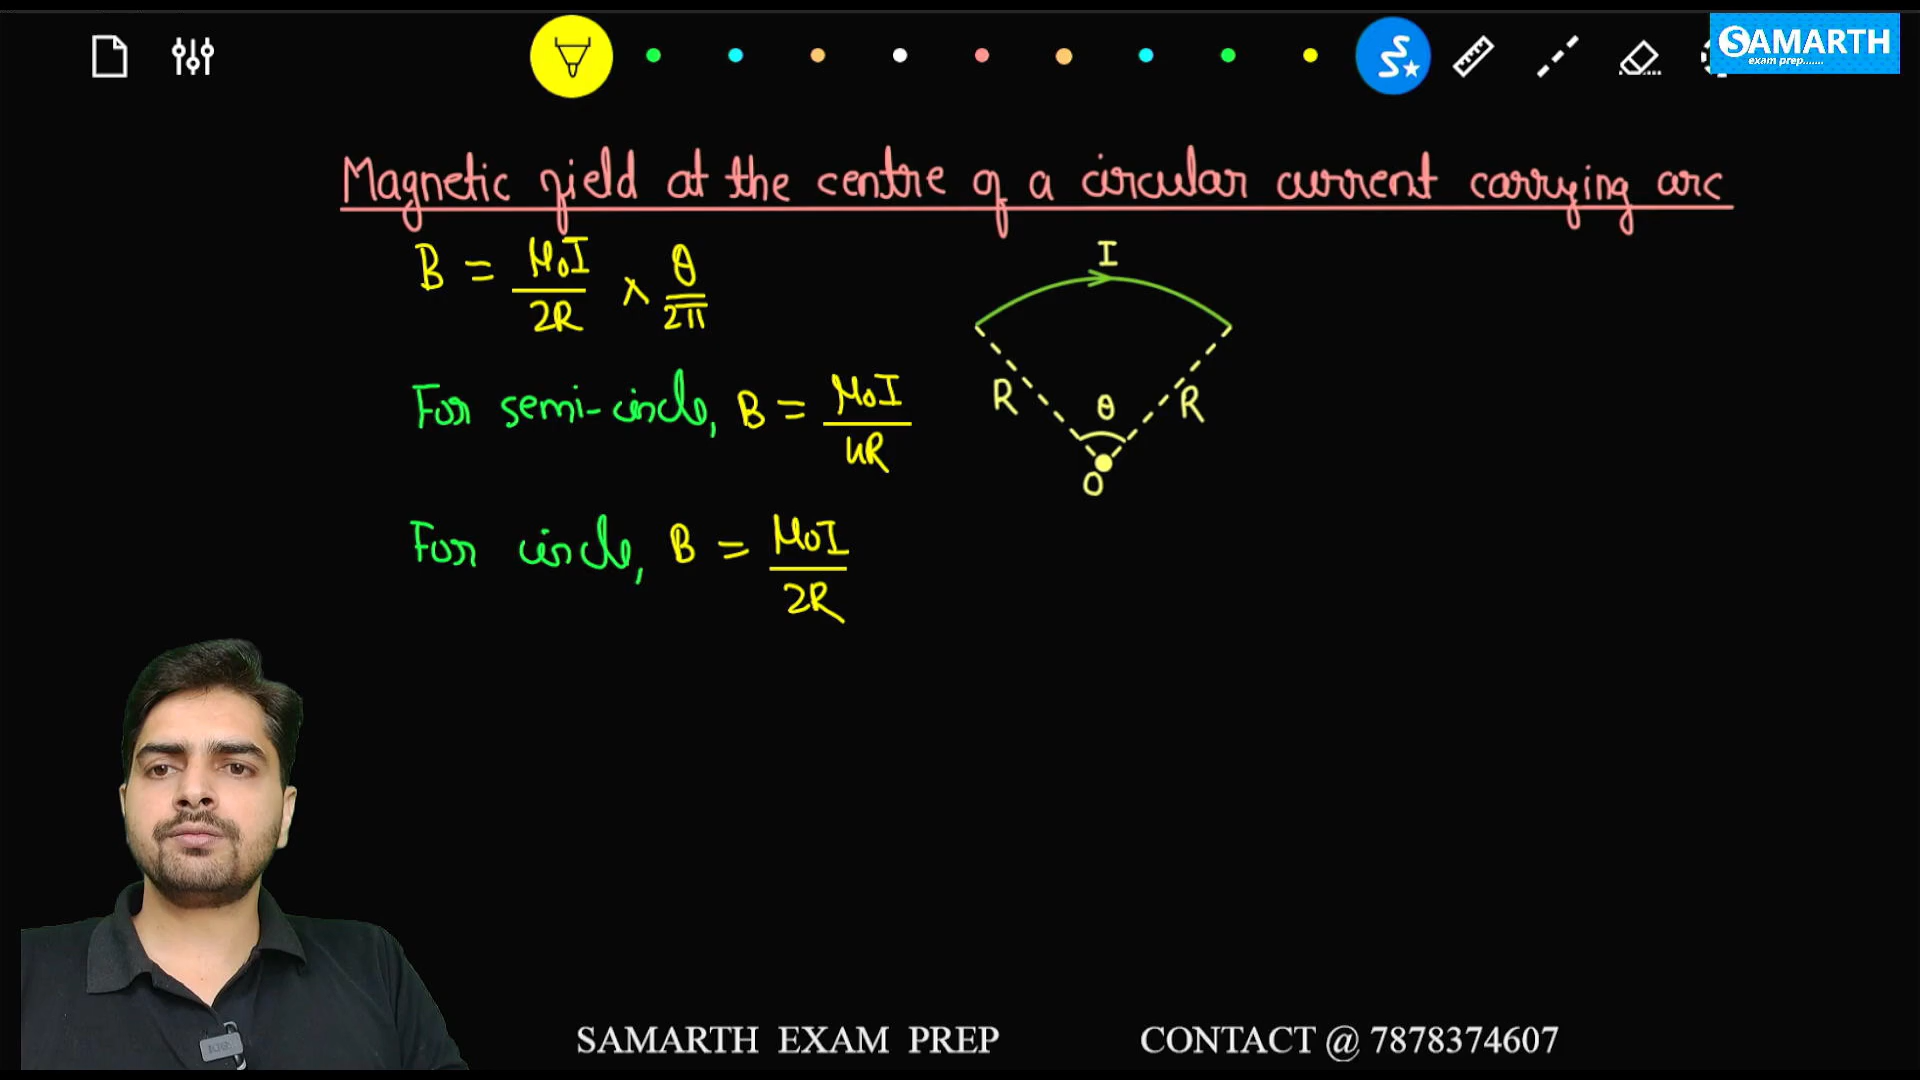 SAMARTH
exam prep......
Magnetic field at the centre of a circular current carrying arc
B = μ₀I/2R × θ/2π
I
R
θ
R
O
For semi-circle, B = μ₀I/4R
For circle, B = μ₀I/2R
SAMARTH EXAM PREP CONTACT @ 7878374607